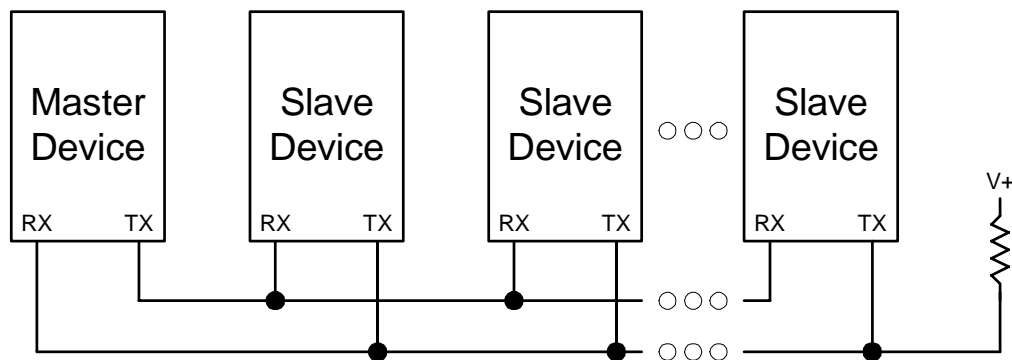 Master
Device
Slave
Device
Slave
Device
Slave
Device
RX TX
RX TX
RX TX
RX TX
V+